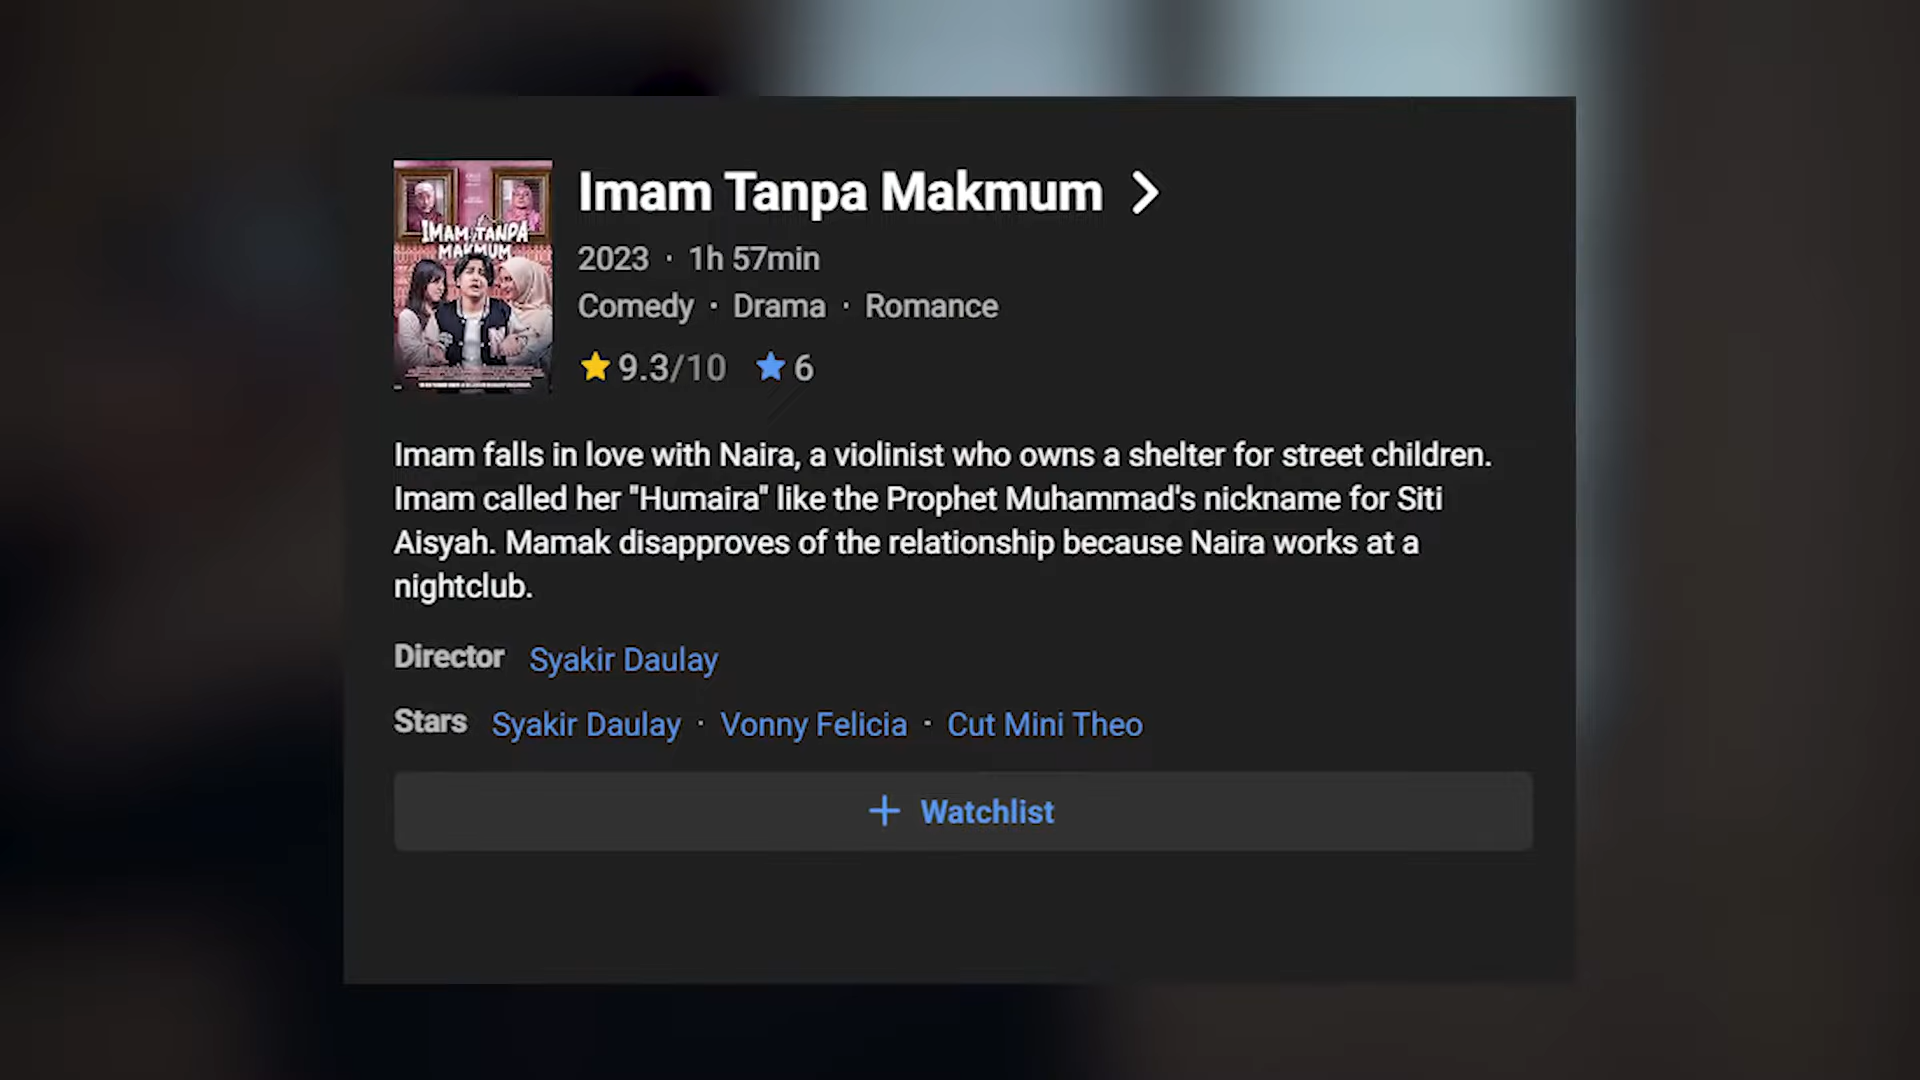 Imam Tanpa Makmum
2023 · 1h 57min
Comedy · Drama · Romance
9.3/10 6
IMAM TANPA
MAKMUM
Imam falls in love with Naira, a violinist who owns a shelter for street children.
Imam called her "Humaira" like the Prophet Muhammad's nickname for Siti
Aisyah. Mamak disapproves of the relationship because Naira works at a
nightclub.
Director Syakir Daulay
Stars Syakir Daulay · Vonny Felicia · Cut Mini Theo
+ Watchlist